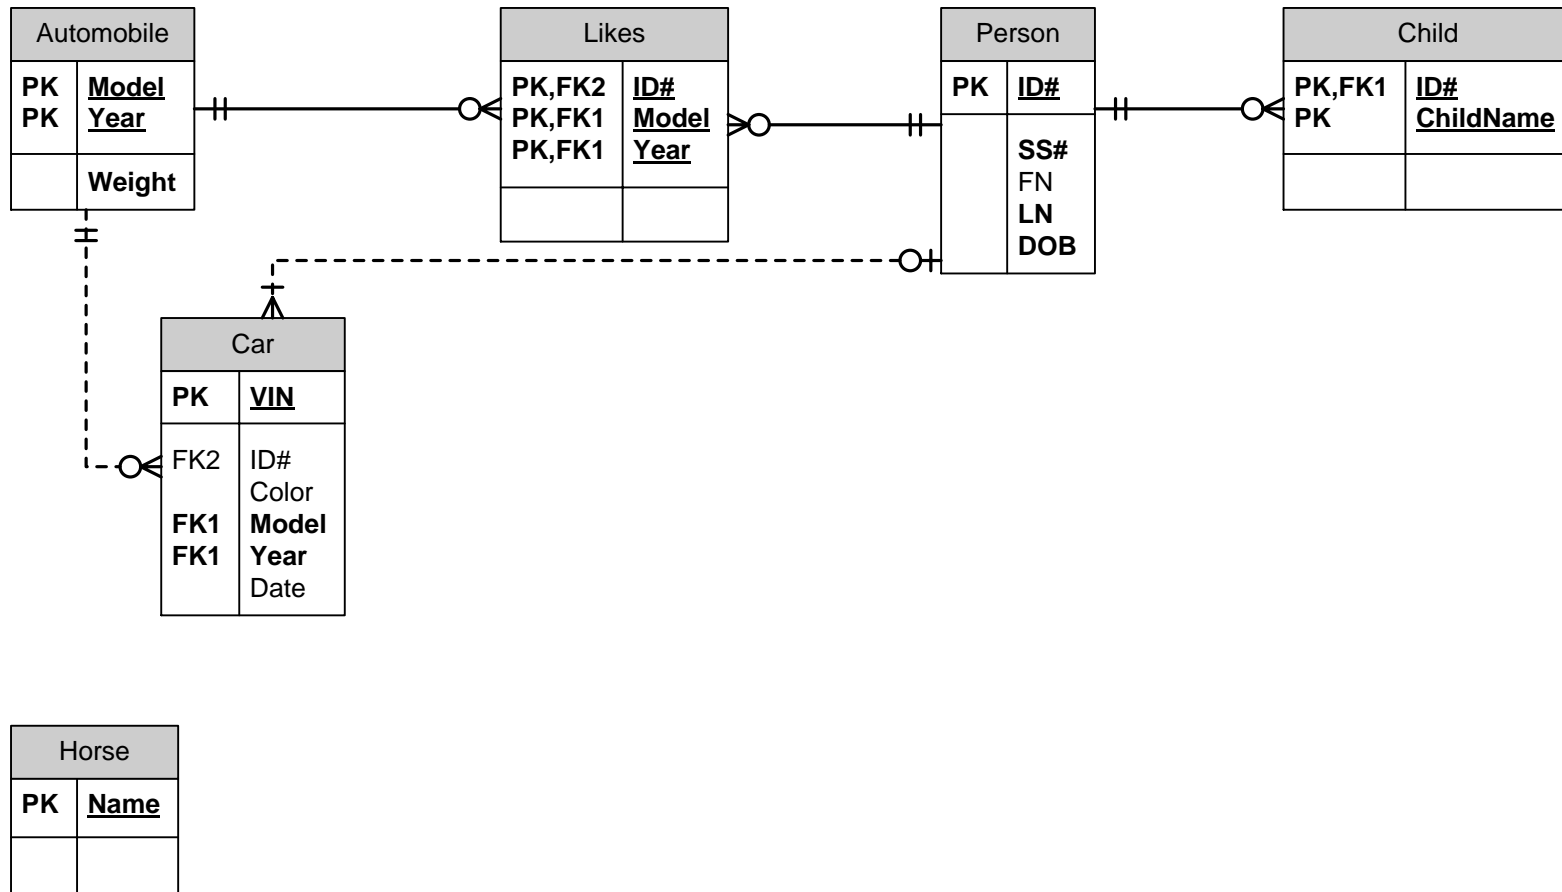 Automobile
PK Model
PK Year
Weight
Likes
PK,FK2 ID#
PK,FK1 Model
PK,FK1 Year
Person
PK ID#
SS#
FN
LN
DOB
Child
PK,FK1 ID#
PK ChildName
Car
PK VIN
FK2 ID#
Color
FK1 Model
FK1 Year
Date
Horse
PK Name